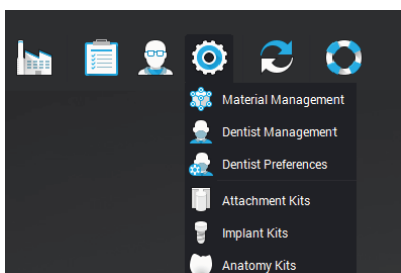 Material Management
Dentist Management
Dentist Preferences
Attachment Kits
Implant Kits
Anatomy Kits